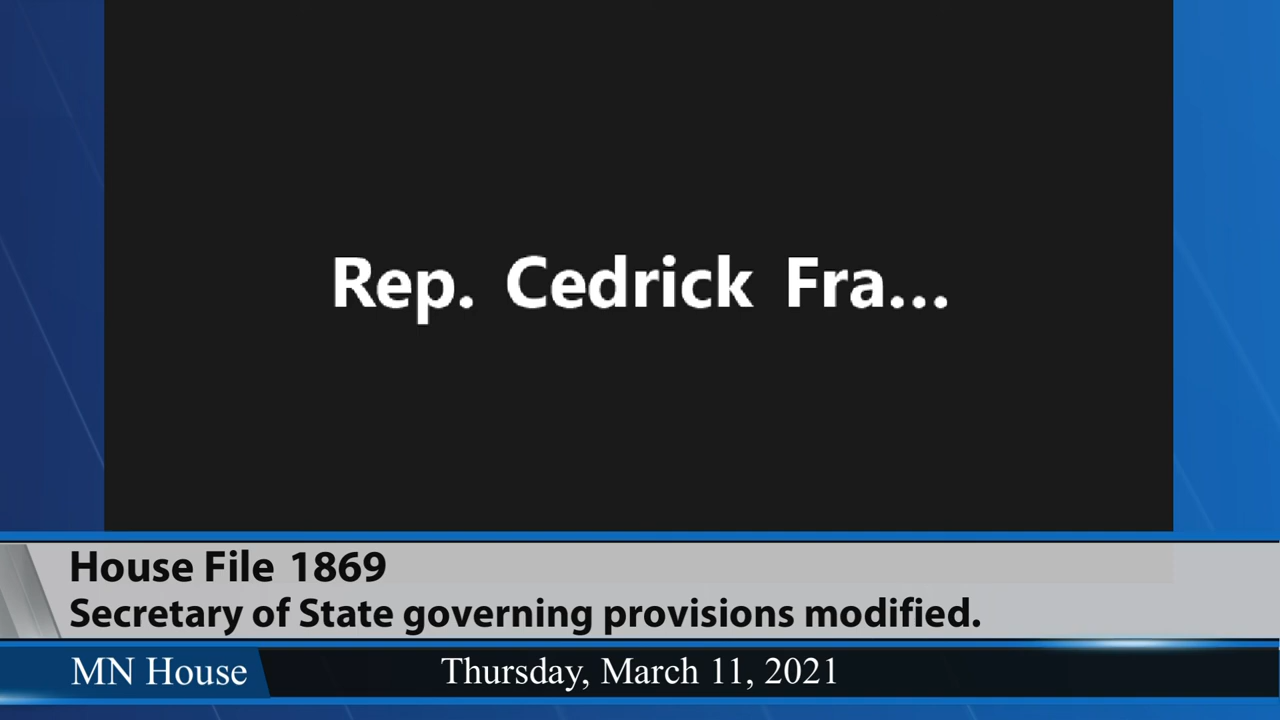 Rep. Cedrick Fra...
House File 1869
Secretary of State governing provisions modified.
MN House
Thursday, March 11, 2021